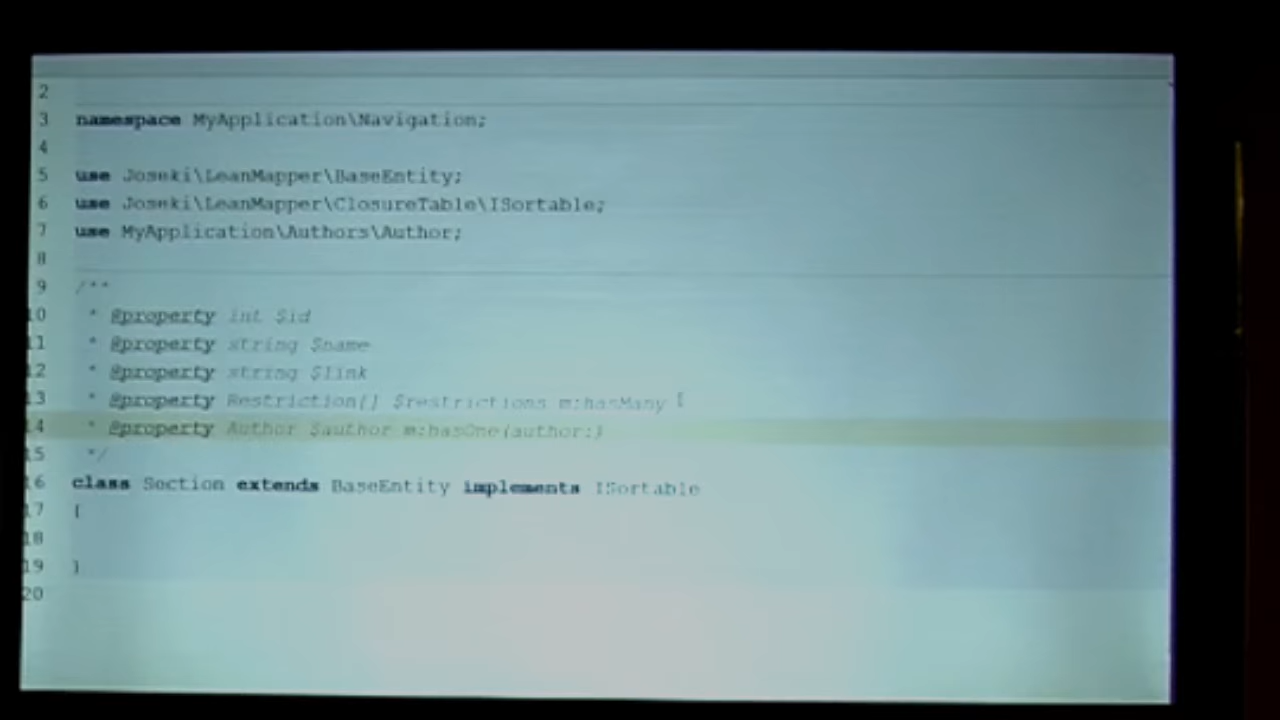 2
3 namespace MyApplication\Navigation;
4
5 use Joseki\LeanMapper\BaseEntity;
6 use Joseki\LeanMapper\ClosureTable\ISortable;
7 use MyApplication\Authors\Author;
8
9 /**
10 * @property int $id
11 * @property string $name
12 * @property string $link
13 * @property Restriction[] $restrictions m:hasMany
14 * @property Author $author m:hasOne(author:)
15 */
16 class Section extends BaseEntity implements ISortable
17 {
18
19 }
20